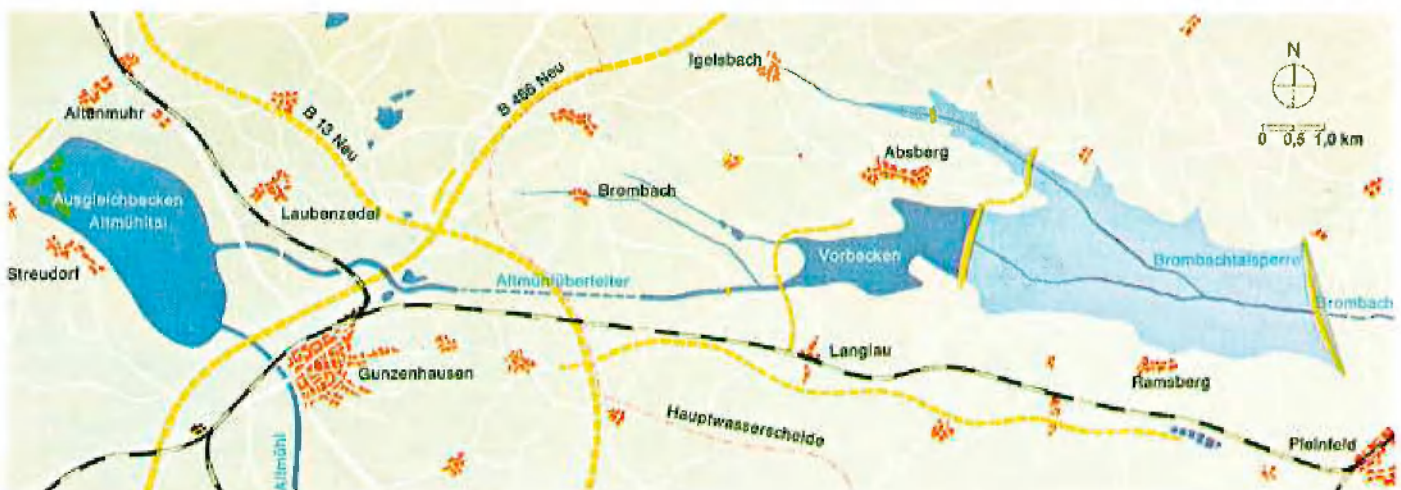 Altenmuhr
B 13 Neu
B 466 Neu
Igelsbach
N
0 0,5 1,0 km
Absberg
Ausgleichbecken
Altmühltal
Laubenzedel
Brombach
Streudorf
Altmühlüberleiter
Vorbecken
Brombachtalsperre
Brombach
Gunzenhausen
Langlau
Ramsberg
Hauptwasserscheide
Altmühl
Pleinfeld